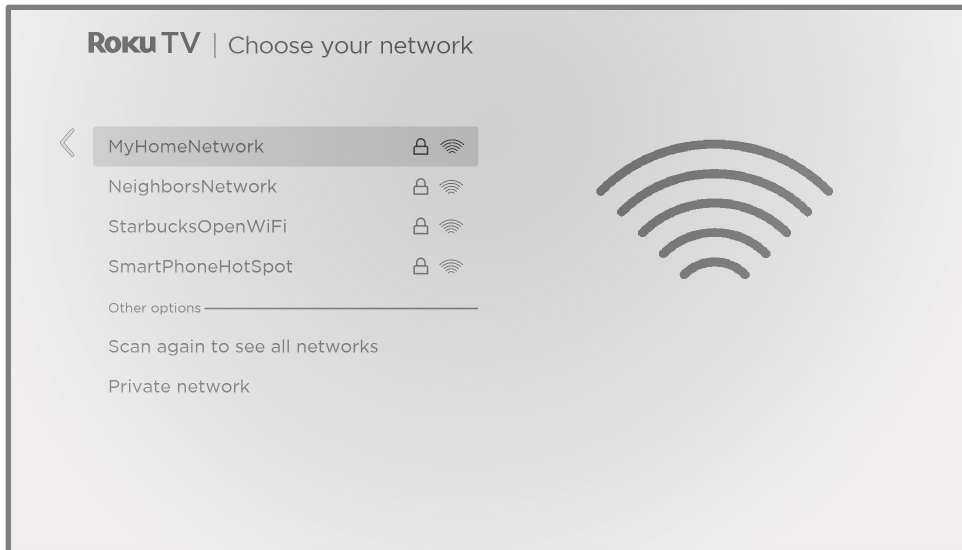 Roku TV | Choose your network
MyHomeNetwork
NeighborsNetwork
StarbucksOpenWiFi
SmartPhoneHotSpot
Other options
Scan again to see all networks
Private network